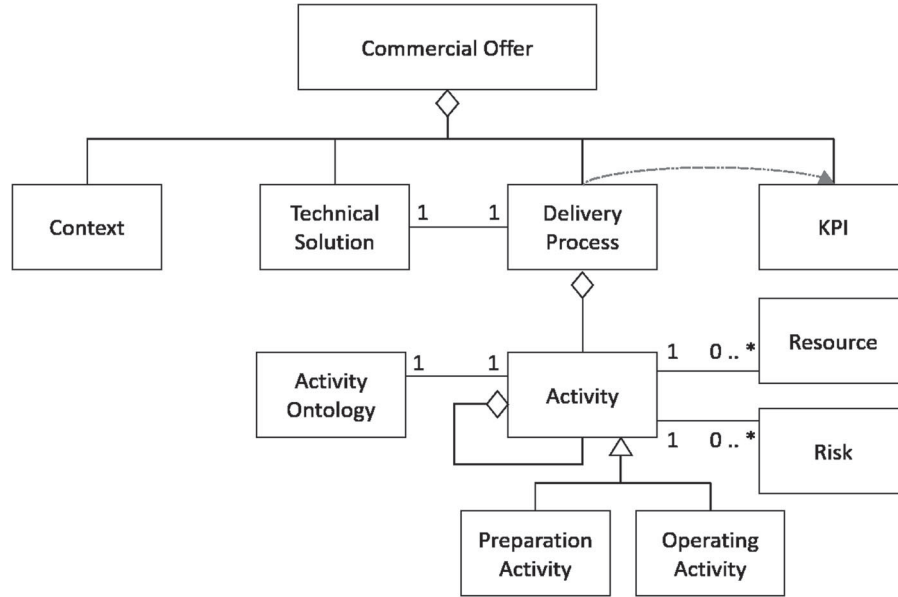 Commercial Offer
Context
Technical
Solution
1
1
Delivery
Process
KPI
Resource
Activity
Ontology
1
1
Activity
1
0 .. *
1
0 .. *
Risk
Preparation
Activity
Operating
Activity